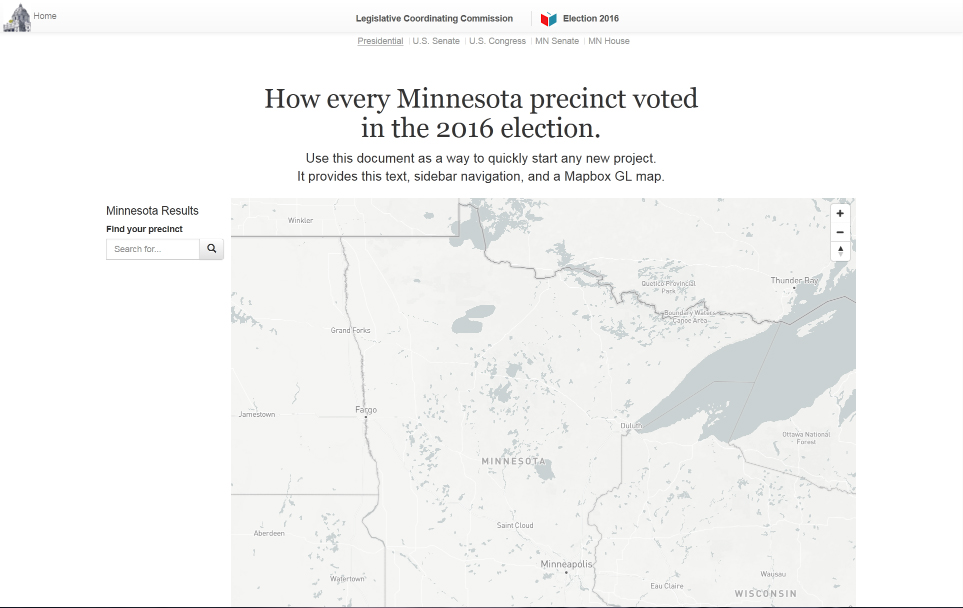 Home
Legislative Coordinating Commission
Election 2016
Presidential
U.S. Senate
U.S. Congress
MN Senate
MN House
How every Minnesota precinct voted
in the 2016 election.
Use this document as a way to quickly start any new project.
It provides this text, sidebar navigation, and a Mapbox GL map.
Minnesota Results
Find your precinct
Search for...
Winkler
Quetico Provincial
Park
Thunder Bay
Boundary Waters
Canoe Area
Grand Forks
Fargo
Jamestown
Duluth
Ottawa National
Forest
MINNESOTA
Saint Cloud
Aberdeen
Minneapolis
Watertown
Eau Claire
Wausau
WISCONSIN